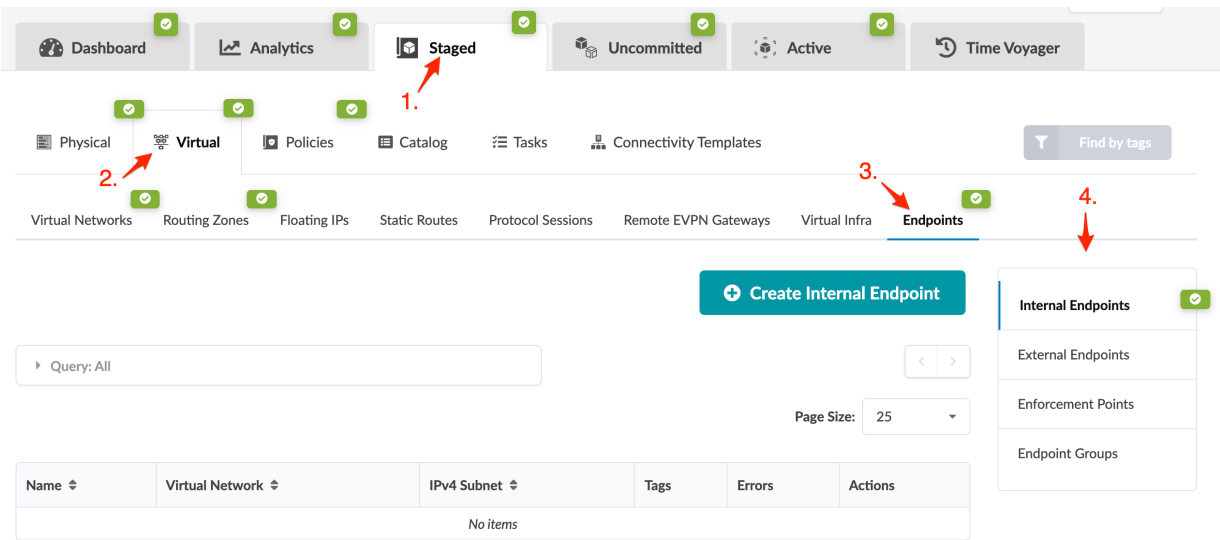 Dashboard Analytics Staged Uncommitted Active Time Voyager
1.
Physical Virtual Policies Catalog Tasks Connectivity Templates Find by tags
2. 3. 4.
Virtual Networks Routing Zones Floating IPs Static Routes Protocol Sessions Remote EVPN Gateways Virtual Infra Endpoints
Create Internal Endpoint
Internal Endpoints
External Endpoints
Enforcement Points
Endpoint Groups
Query: All
Page Size: 25
Name Virtual Network IPv4 Subnet Tags Errors Actions
No items